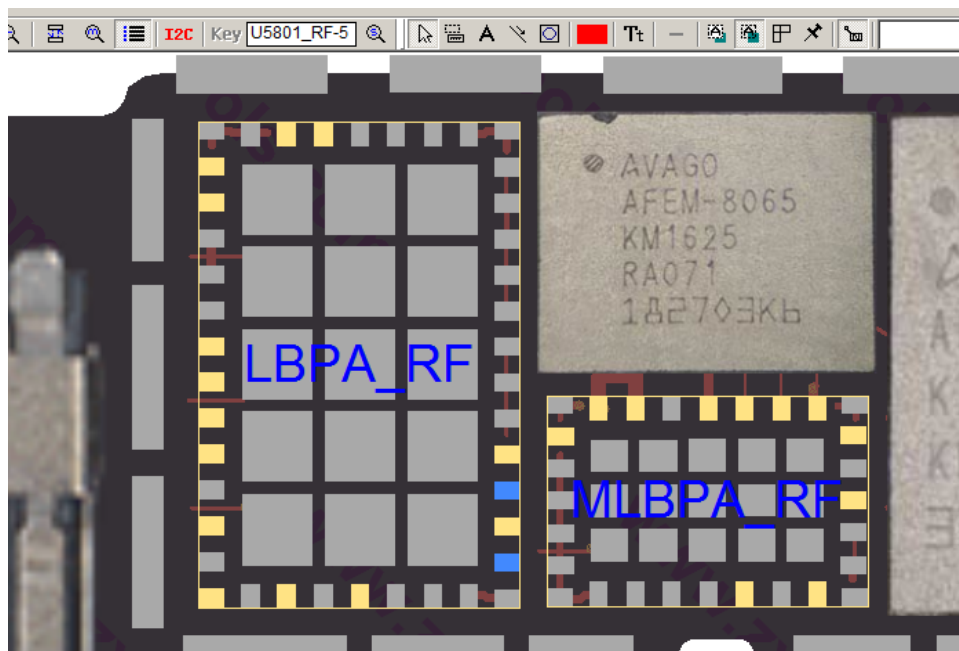 I2C Key U5801_RF-5 A Tt
AVAGO
AFEM-8065
KM1625
RA071
LBPA_RF
MLBPA_RF